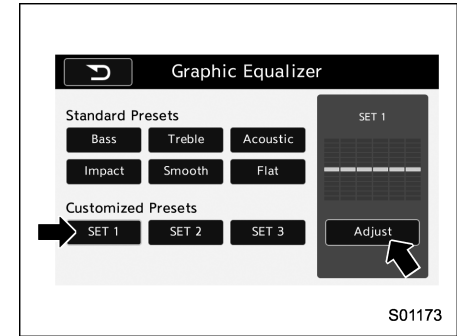 Graphic Equalizer
Standard Presets
SET 1
Bass Treble Acoustic
Impact Smooth Flat
Customized Presets
SET 1 SET 2 SET 3
Adjust
S01173